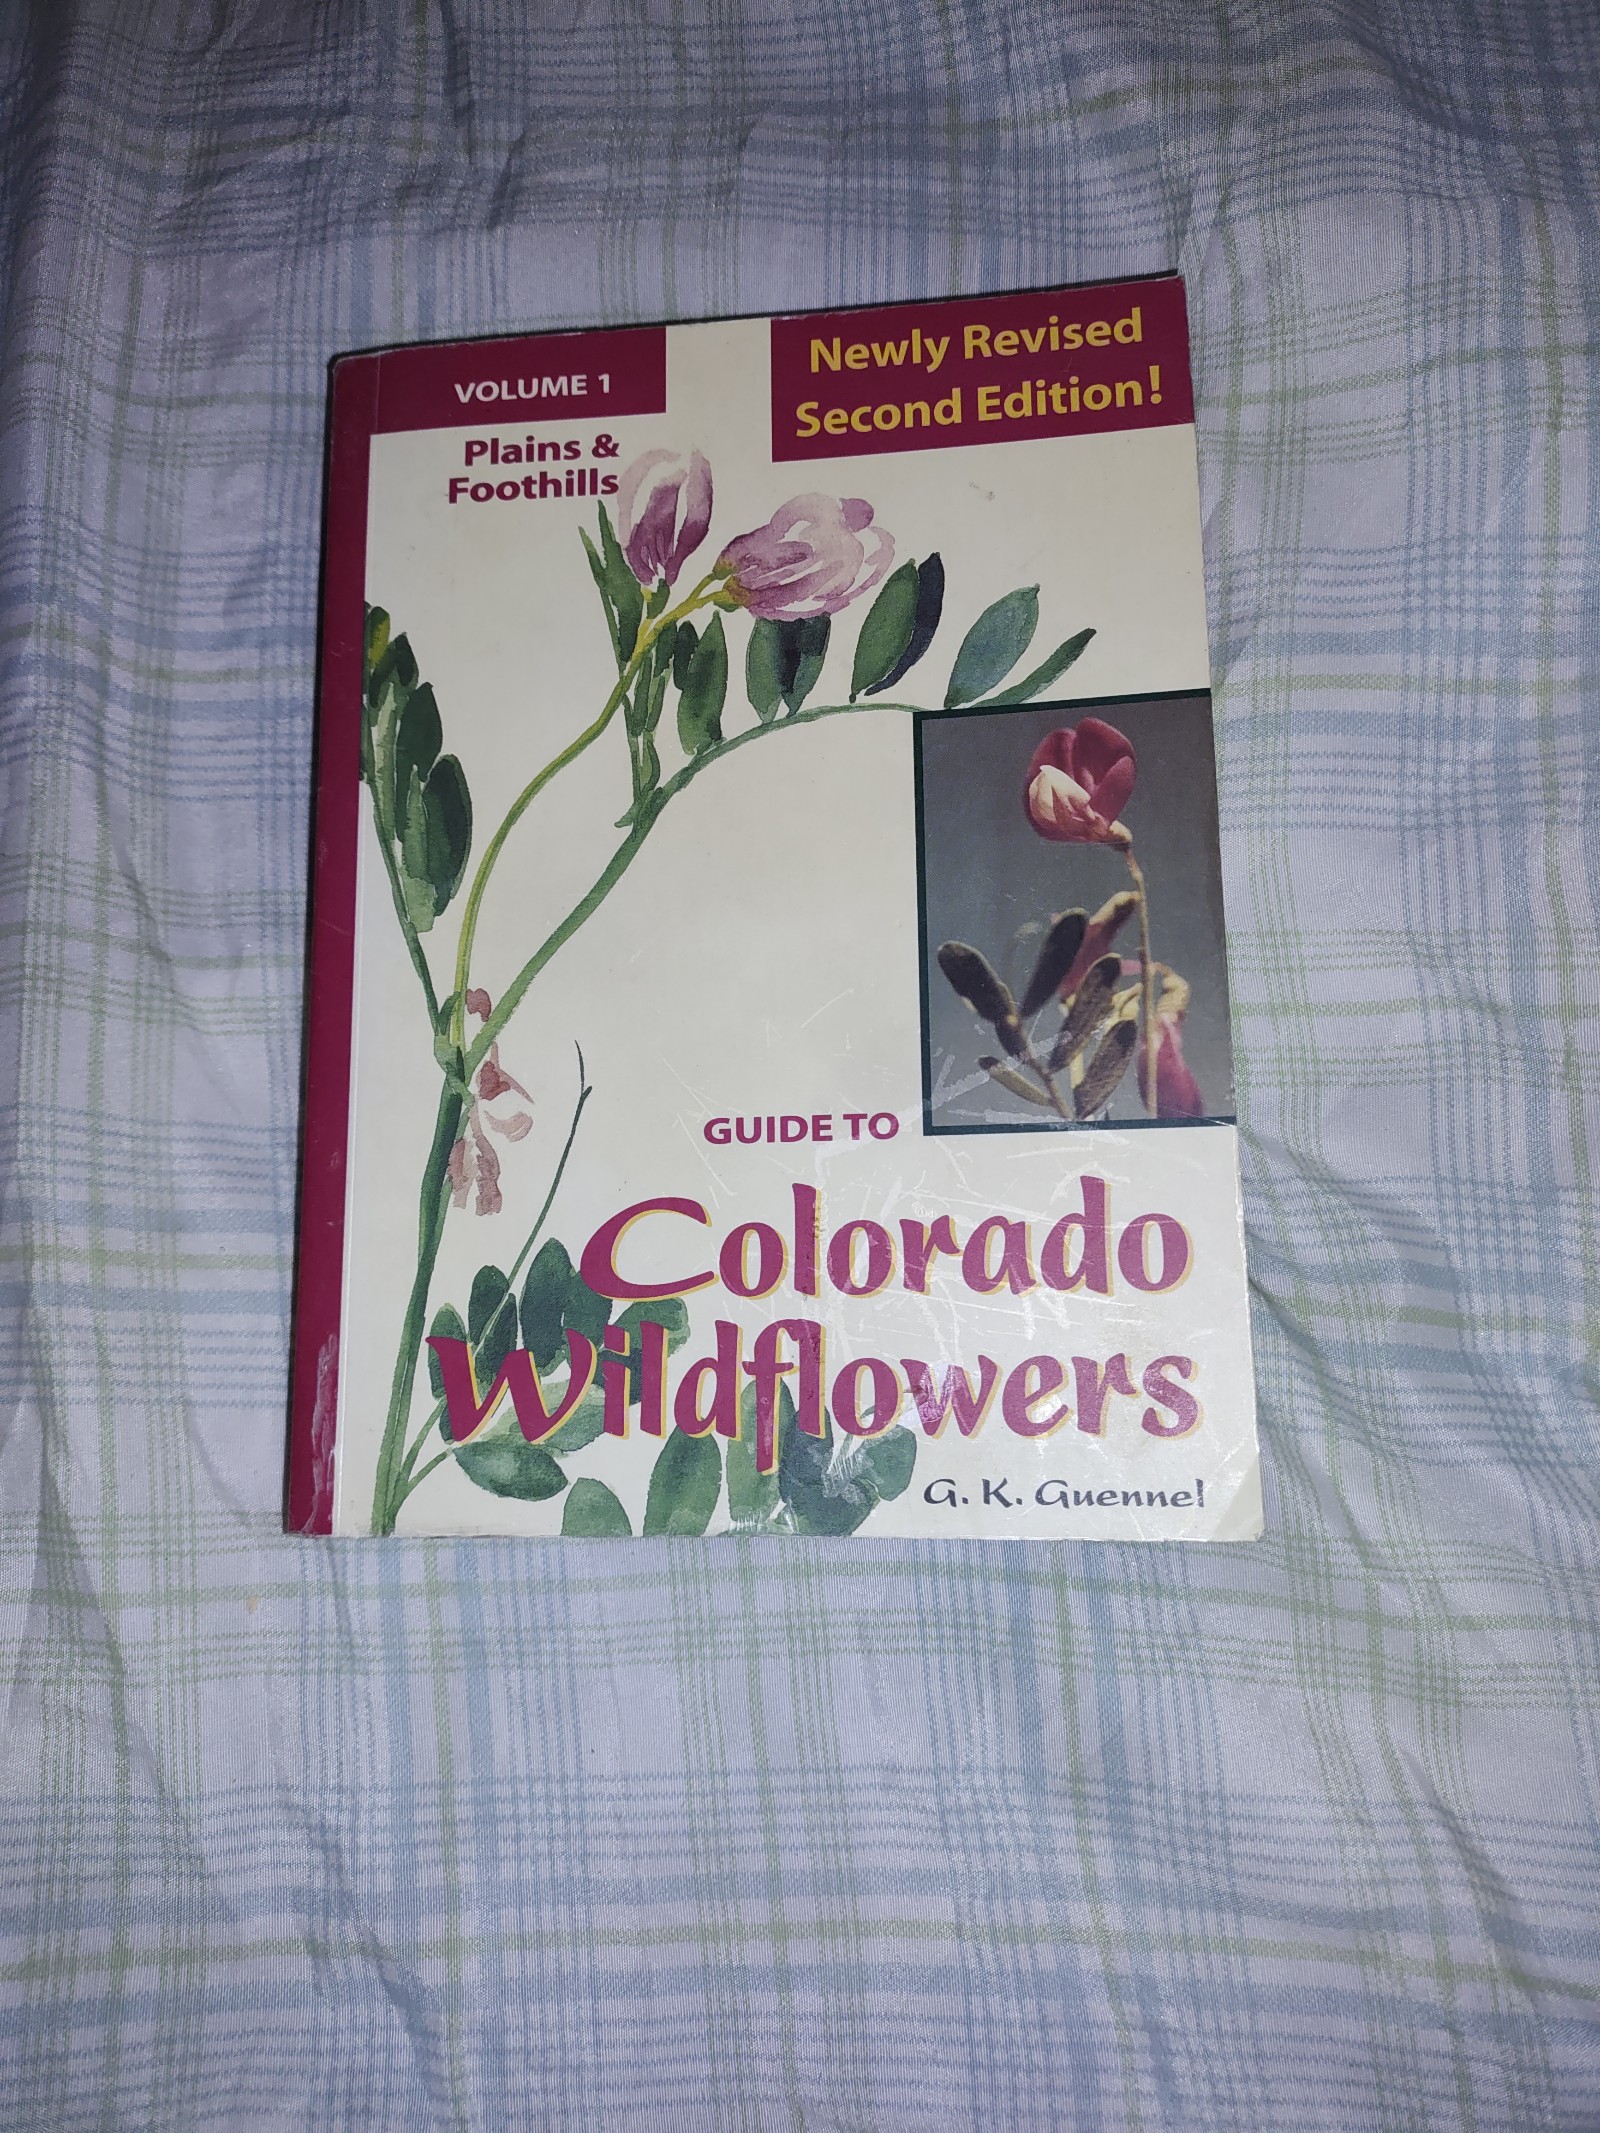 VOLUME 1
Newly Revised
Second Edition!
Plains &
Foothills
GUIDE TO
Colorado
Wildflowers
G. K. Guennel